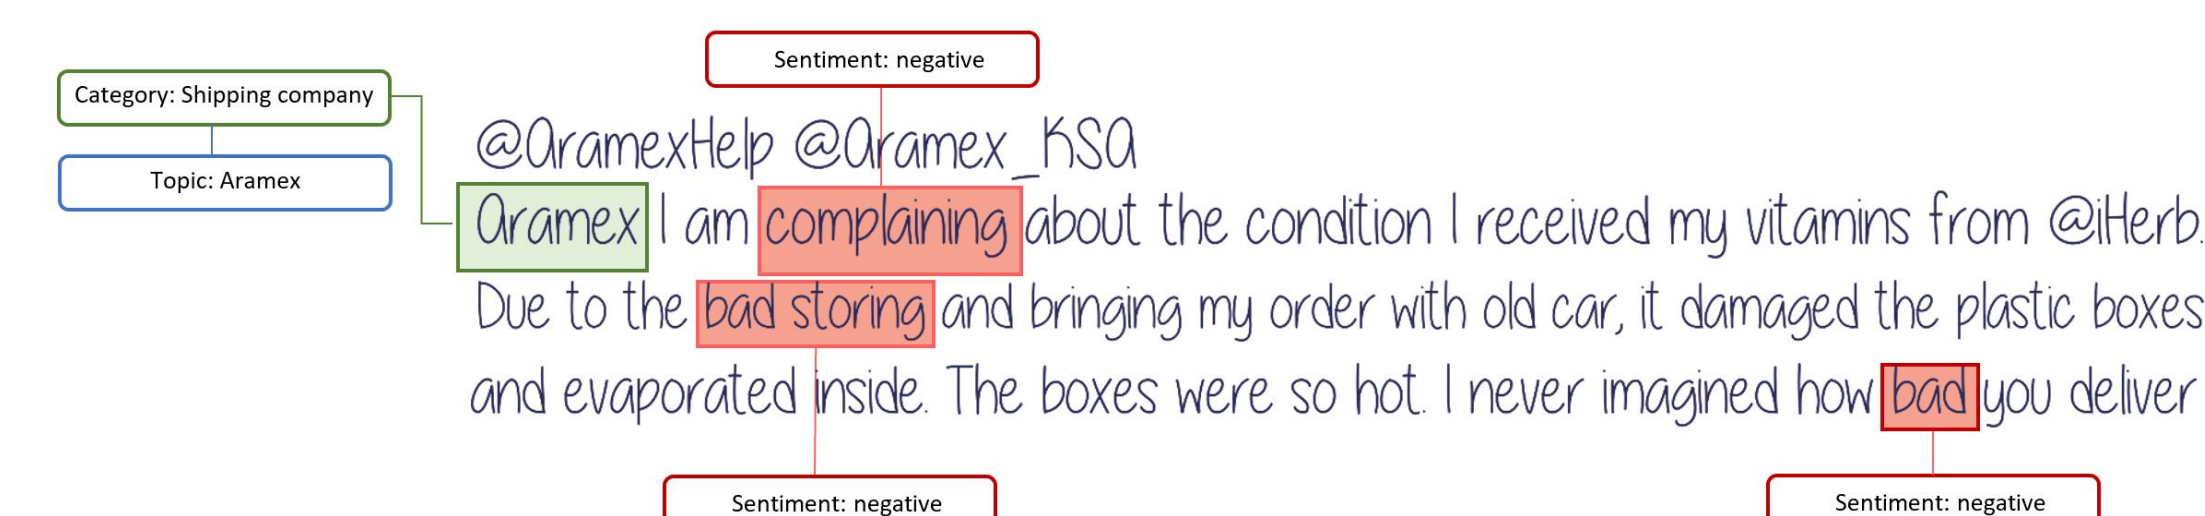 Sentiment: negative
Category: Shipping company
Topic: Aramex
@AramexHelp @Aramex_KSA
Aramex I am complaining about the condition I received my vitamins from @iHerb.
Due to the bad storing and bringing my order with old car, it damaged the plastic boxes
and evaporated inside. The boxes were so hot. I never imagined how bad you deliver
Sentiment: negative
Sentiment: negative